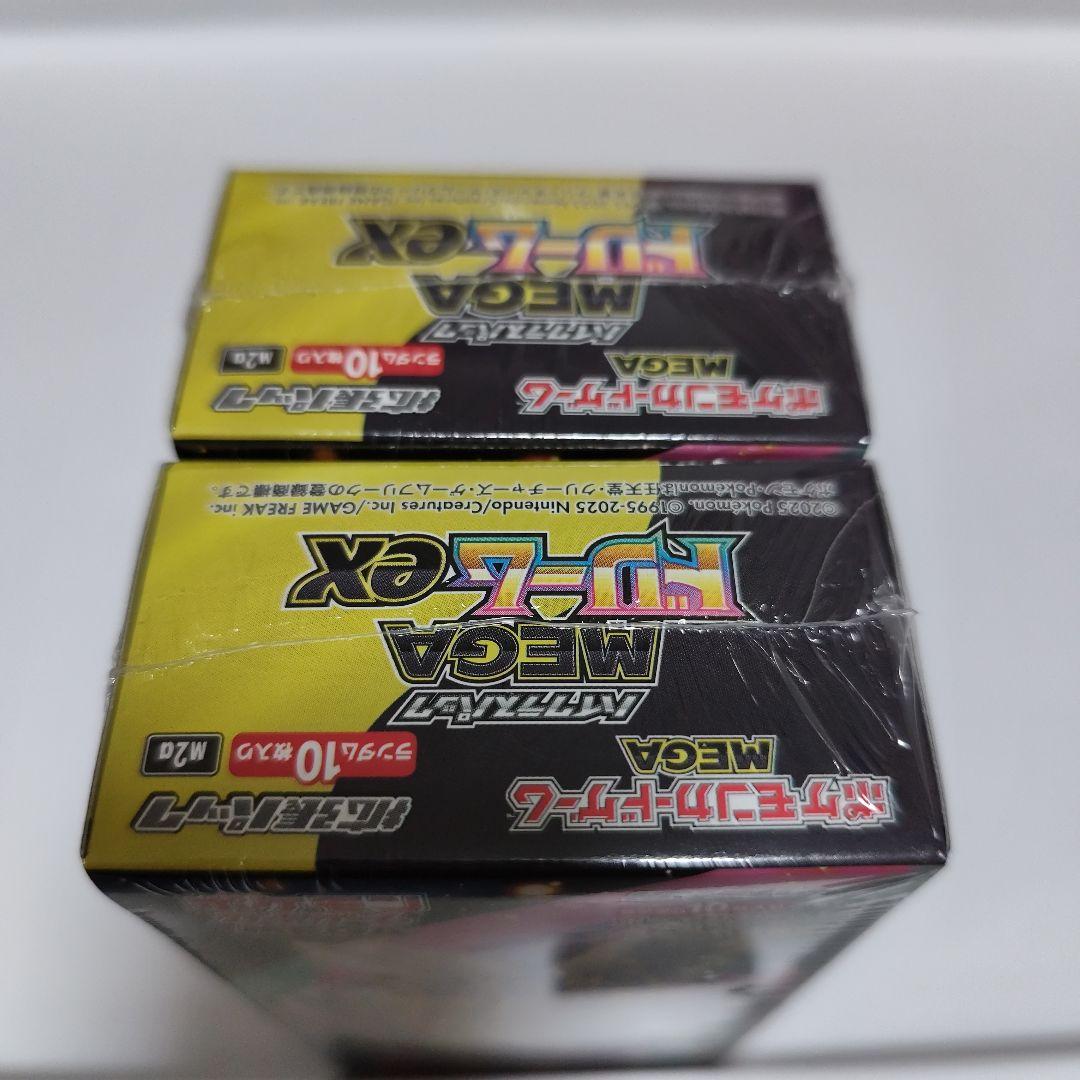 ポケモンカードゲーム
MEGA
拡張パック
ランダム10枚入り
M2a
ハイクラスパック
MEGA
ドリームex
©2025 Pokémon. ©1995-2025 Nintendo/Creatures Inc./GAME FREAK inc.
ポケモン・Pokémonは任天堂・クリーチャーズ・ゲームフリークの登録商標です。
ポケモンカードゲーム
MEGA
拡張パック
ランダム10枚入り
M2a
ハイクラスパック
MEGA
ドリームex